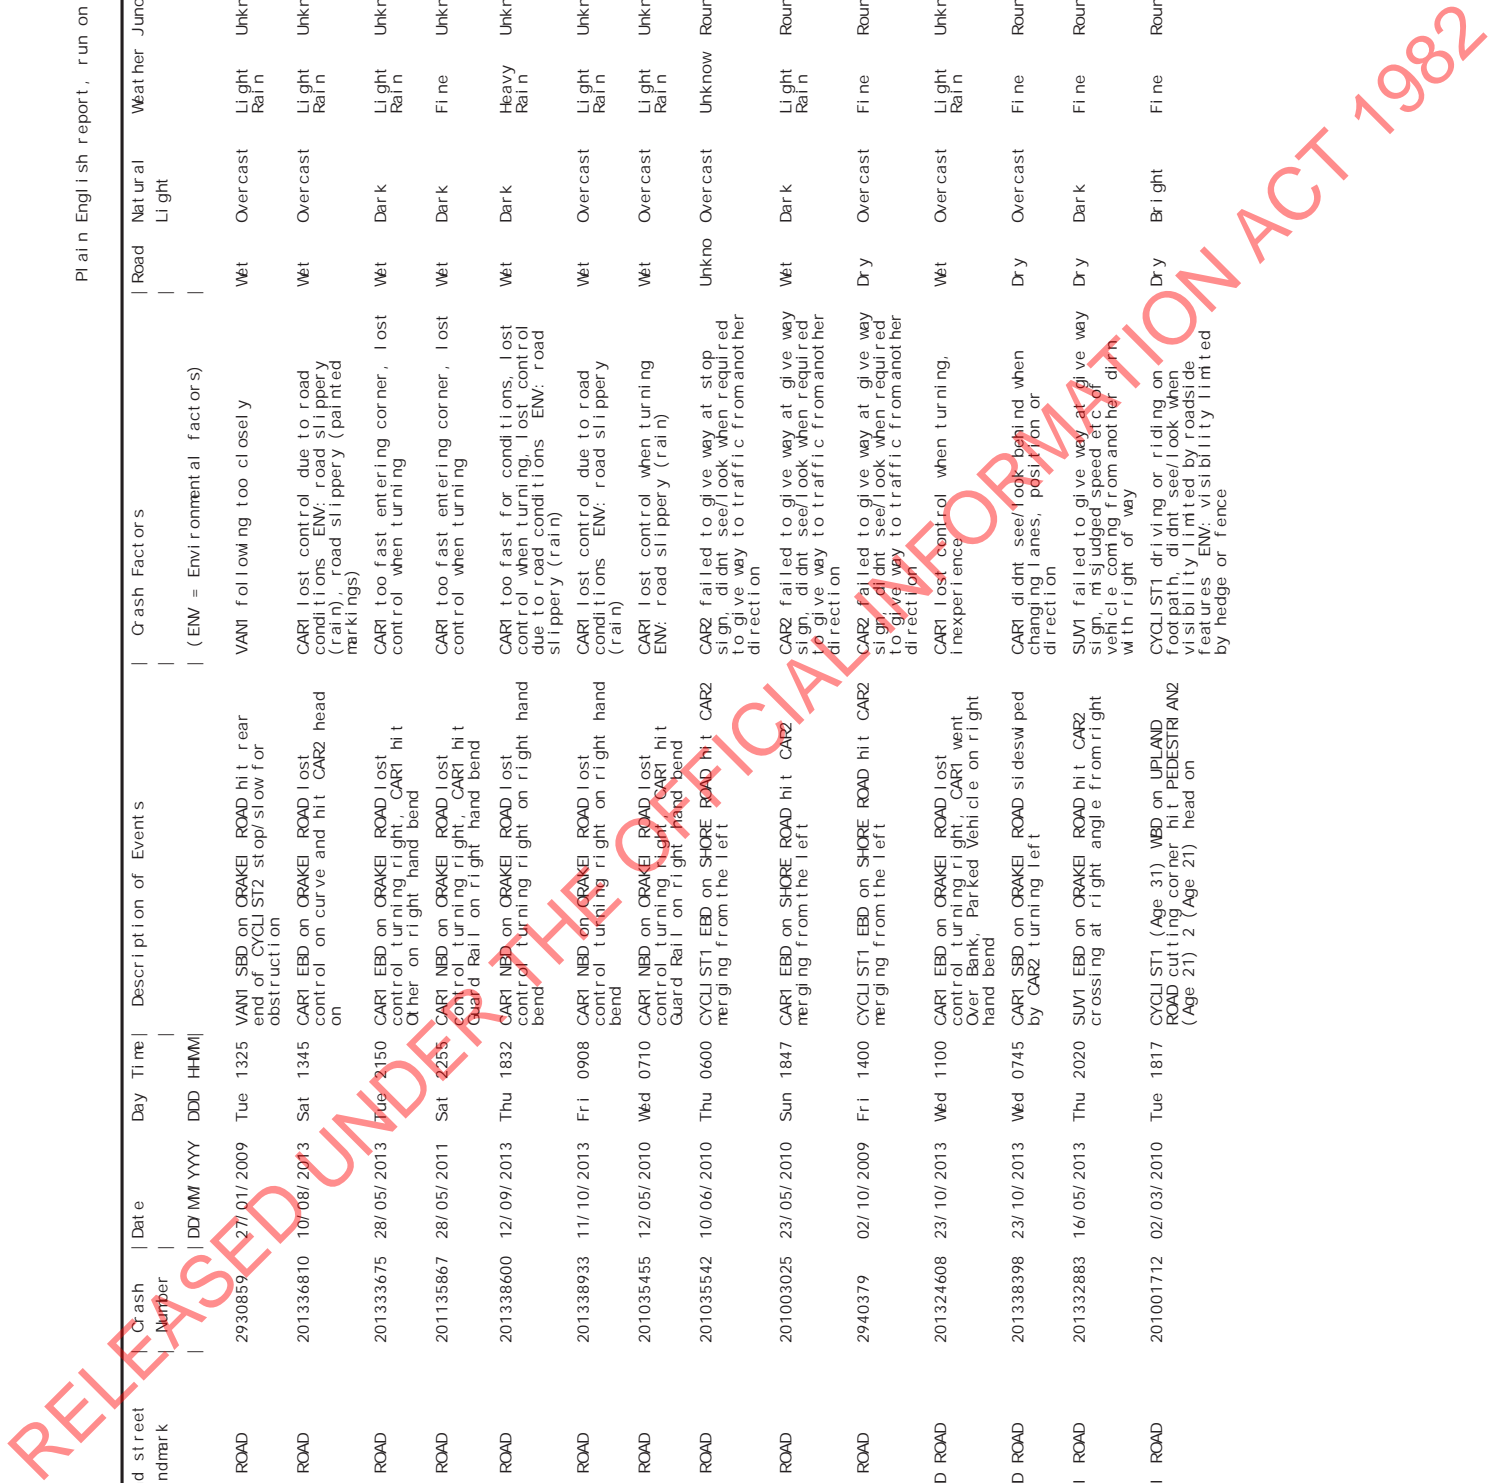 Plain English report, run on
d street | Crash | Date Day Time| Description of Events | Crash Factors | Road Natural Weather Junc
ndmark | Number | | | | Light
| |DD/MM/YYYY DDD HHMM| | (ENV = Environmental factors) |
ROAD 2930859 27/01/2009 Tue 1325 VAN1 SBD on ORAKEI ROAD hit rear VAN1 following too closely Wet Overcast Light Unkn
end of CYCLIST2 stop/slow for Rain
obstruction
ROAD 201336810 10/08/2013 Sat 1345 CAR1 EBD on ORAKEI ROAD lost CAR1 lost control due to road Wet Overcast Light Unkn
control on curve and hit CAR2 head conditions ENV: road slippery Rain
on (rain), road slippery (painted
markings)
ROAD 201333675 28/05/2013 Tue 2150 CAR1 EBD on ORAKEI ROAD lost CAR1 too fast entering corner, lost Wet Dark Light Unkn
control turning right, CAR1 hit control when turning Rain
Other on right hand bend
ROAD 201135867 28/05/2011 Sat 2255 CAR1 NBD on ORAKEI ROAD lost CAR1 too fast entering corner, lost Wet Dark Fine Unkn
control turning right, CAR1 hit control when turning
Guard Rail on right hand bend
ROAD 201338600 12/09/2013 Thu 1832 CAR1 NBD on ORAKEI ROAD lost CAR1 too fast for conditions, lost Wet Dark Heavy Unkn
control turning right on right hand control when turning, lost control Rain
bend due to road conditions ENV: road
slippery (rain)
ROAD 201338933 11/10/2013 Fri 0908 CAR1 NBD on ORAKEI ROAD lost CAR1 lost control due to road Wet Overcast Light Unkn
control turning right on right hand conditions ENV: road slippery Rain
bend (rain)
ROAD 201035455 12/05/2010 Wed 0710 CAR1 NBD on ORAKEI ROAD lost CAR1 lost control when turning Wet Overcast Light Unkn
control turning right, CAR1 hit ENV: road slippery (rain) Rain
Guard Rail on right hand bend
ROAD 201035542 10/06/2010 Thu 0600 CYCLIST1 EBD on SHORE ROAD hit CAR2 CAR2 failed to give way at stop Unkno Overcast Unknow Roun
merging from the left sign, didnt see/look when required
to give way to traffic from another
direction
ROAD 201003025 23/05/2010 Sun 1847 CAR1 EBD on SHORE ROAD hit CAR2 CAR2 failed to give way at give way Wet Dark Light Roun
merging from the left sign, didnt see/look when required Rain
to give way to traffic from another
direction
ROAD 2940379 02/10/2009 Fri 1400 CYCLIST1 EBD on SHORE ROAD hit CAR2 CAR2 failed to give way at give way Dry Overcast Fine Roun
merging from the left sign, didnt see/look when required
to give way to traffic from another
direction
D ROAD 201324608 23/10/2013 Wed 1100 CAR1 EBD on ORAKEI ROAD lost CAR1 lost control when turning, Wet Overcast Light Unkn
control turning right, CAR1 went inexperience Rain
Over Bank, Parked Vehicle on right
hand bend
D ROAD 201338398 23/10/2013 Wed 0745 CAR1 SBD on ORAKEI ROAD sideswiped CAR1 didnt see/look behind when Dry Overcast Fine Roun
by CAR2 turning left changing lanes, position or
direction
I ROAD 201332883 16/05/2013 Thu 2020 SUV1 EBD on ORAKEI ROAD hit CAR2 SUV1 failed to give way at give way Dry Dark Fine Roun
crossing at right angle from right sign, misjudged speed etc of
vehicle coming from another dirn
with right of way
I ROAD 201001712 02/03/2010 Tue 1817 CYCLIST1 (Age 31) WBD on UPLAND CYCLIST1 driving or riding on Dry Bright Fine Roun
ROAD cutting corner hit PEDESTRIAN2 footpath, didnt see/look when
(Age 21) 2 (Age 21) head on visibility limited by roadside
features ENV: visibility limited
by hedge or fence
RELEASED UNDER THE OFFICIAL INFORMATION ACT 1982